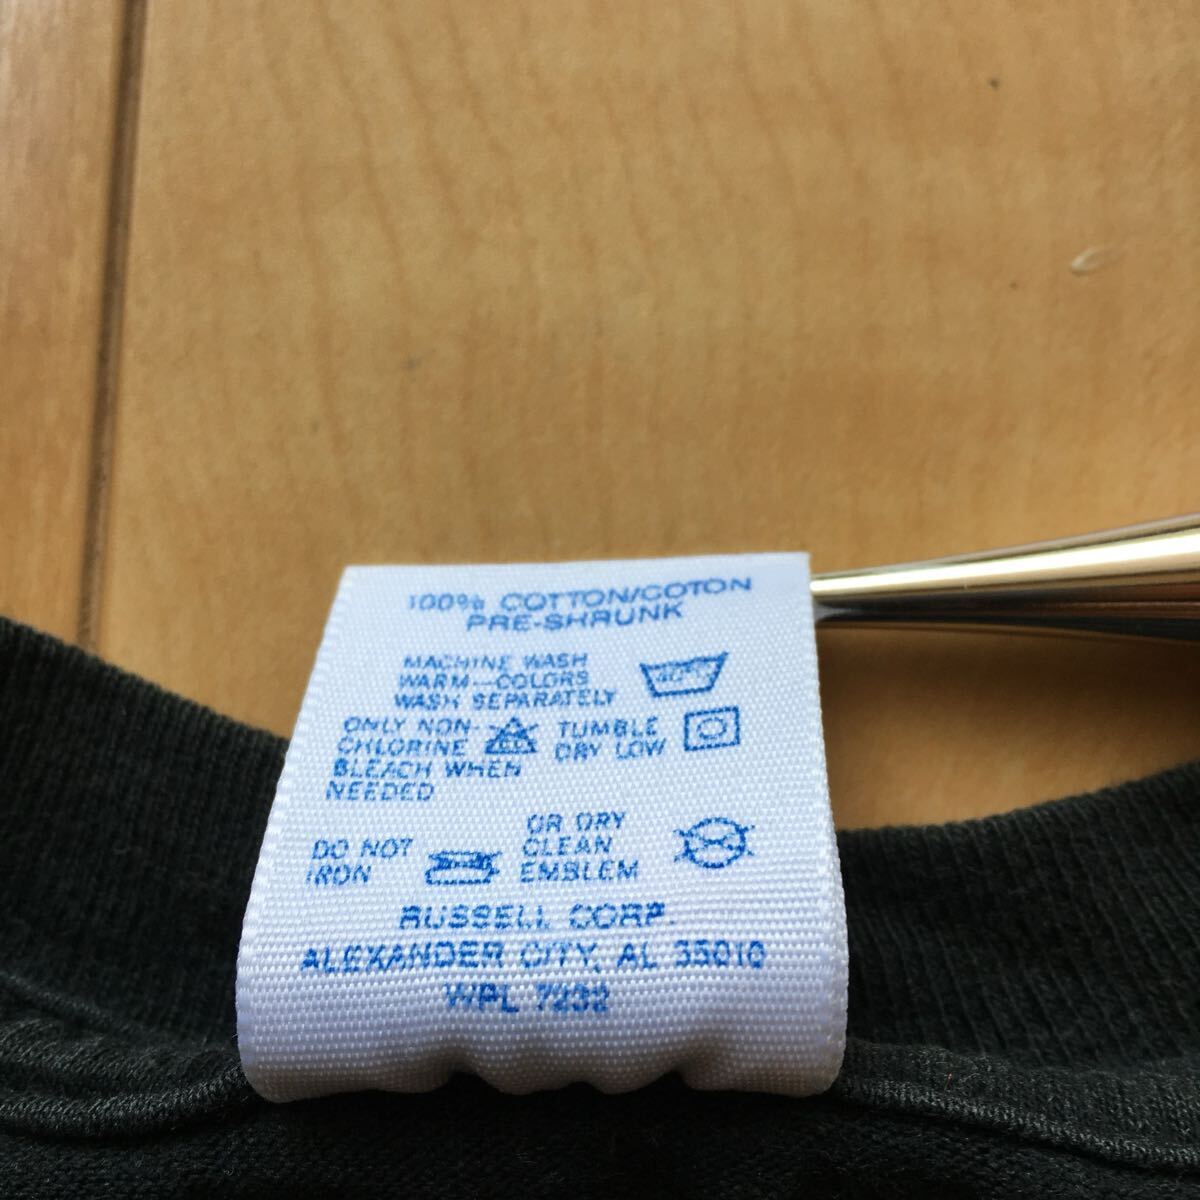 100% COTTON/COTON
PRE-SHRUNK
MACHINE WASH
WARM—COLORS
WASH SEPARATELY
40°C
ONLY NON-
CHLORINE
BLEACH WHEN
NEEDED
TUMBLE
DRY LOW
DO NOT
IRON
OR DRY
CLEAN
EMBLEM
RUSSELL CORP.
ALEXANDER CITY, AL 35010
WPL 7232